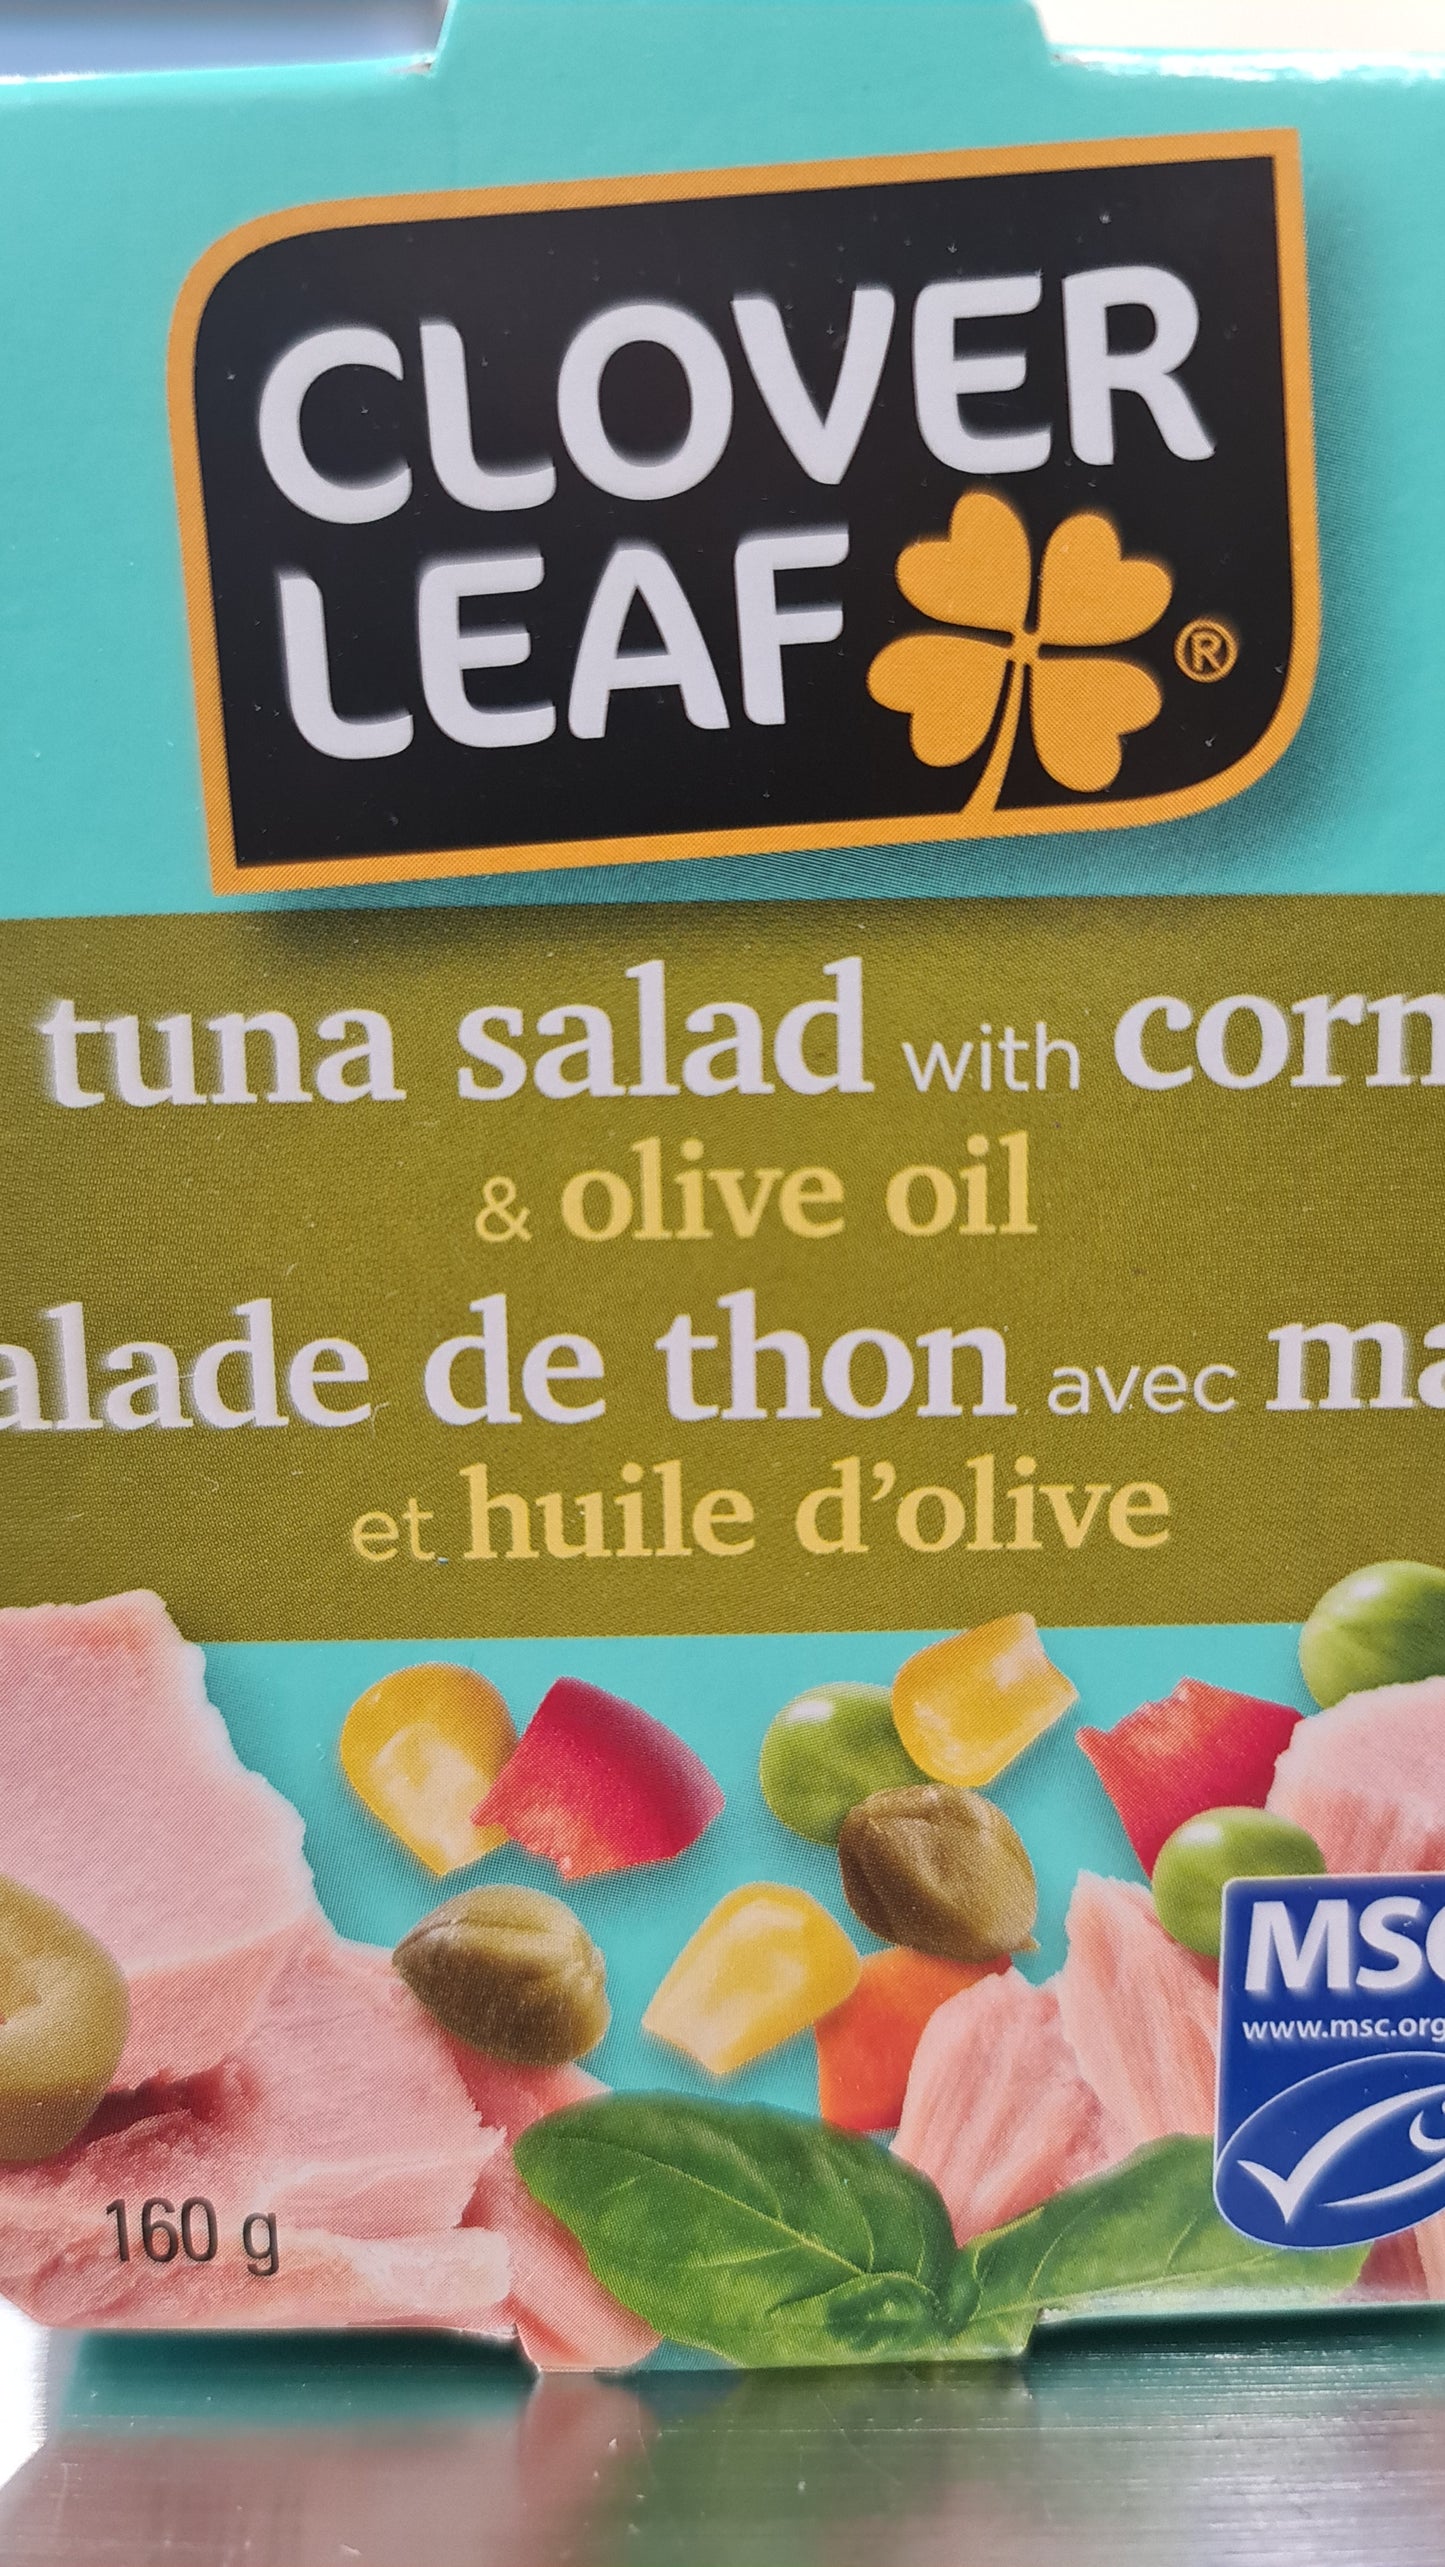 CLOVER
LEAF ®
tuna salad with corn
& olive oil
alade de thon avec ma
et huile d'olive
MSC
www.msc.org
160 g